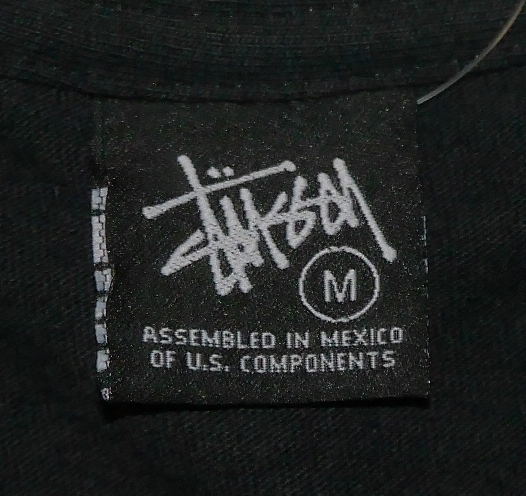 Stüssy
M
ASSEMBLED IN MEXICO
OF U.S. COMPONENTS